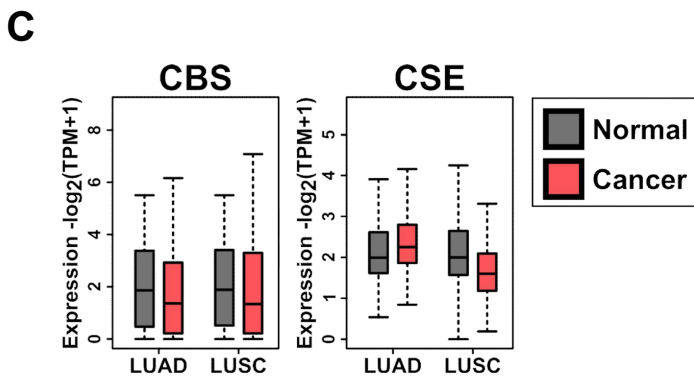 C
CBS
Expression -log2(TPM+1)
8
6
4
2
0
LUAD LUSC
CSE
Expression -log2(TPM+1)
5
4
3
2
1
0
LUAD LUSC
Normal
Cancer